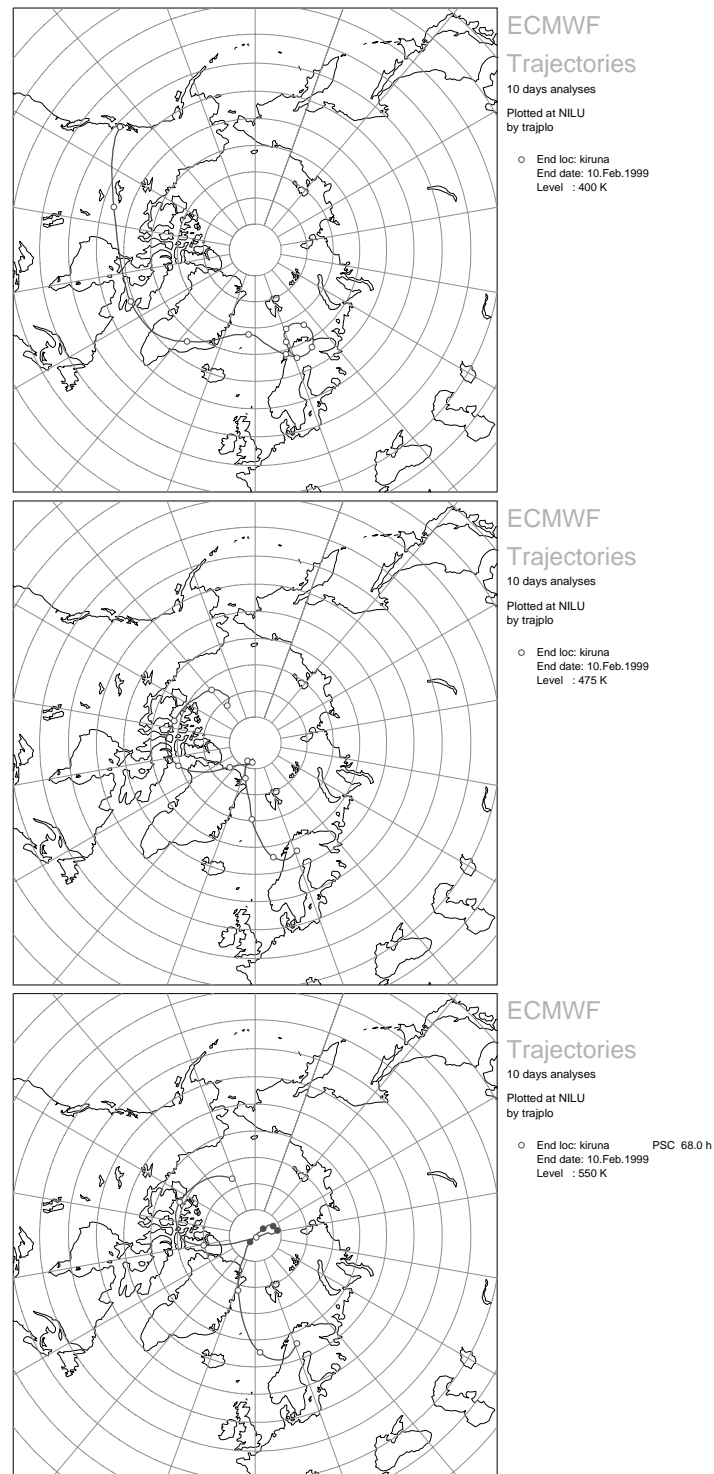 ECMWF
Trajectories
10 days analyses
Plotted at NILU
by trajplo
End loc: kiruna
End date: 10.Feb.1999
Level : 400 K
ECMWF
Trajectories
10 days analyses
Plotted at NILU
by trajplo
End loc: kiruna
End date: 10.Feb.1999
Level : 475 K
ECMWF
Trajectories
10 days analyses
Plotted at NILU
by trajplo
End loc: kiruna PSC 68.0 h
End date: 10.Feb.1999
Level : 550 K